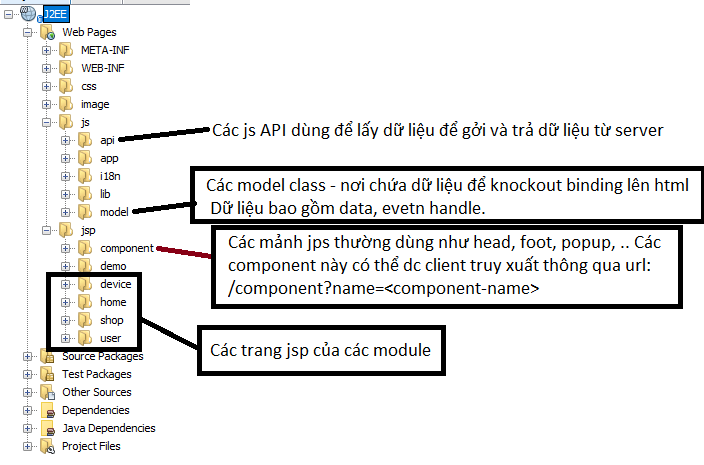 J2EE
Web Pages
META-INF
WEB-INF
css
image
js
api
Các js API dùng để lấy dữ liệu để gởi và trả dữ liệu từ server
app
i18n
lib
model
Các model class - nơi chứa dữ liệu để knockout binding lên html
Dữ liệu bao gồm data, evetn handle.
jsp
component
Các mảnh jps thường dùng như head, foot, popup, .. Các
component này có thể dc client truy xuất thông qua url:
/component?name=<component-name>
demo
device
home
shop
user
Các trang jsp của các module
Source Packages
Test Packages
Other Sources
Dependencies
Java Dependencies
Project Files